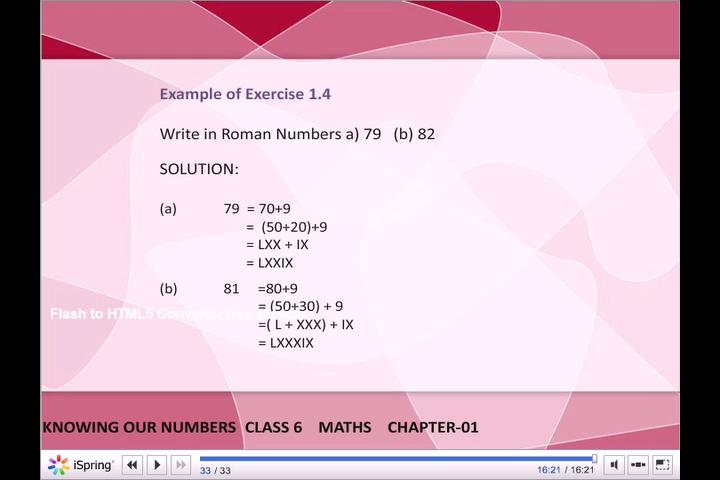 Example of Exercise 1.4
Write in Roman Numbers a) 79 (b) 82
SOLUTION:
(a) 79 = 70+9
= (50+20)+9
= LXX + IX
= LXXIX
(b) 81 =80+9
= (50+30) + 9
Flash to HTML5 Converter
=( L + XXX) + IX
= LXXXIX
KNOWING OUR NUMBERS CLASS 6 MATHS CHAPTER-01
iSpring
33 / 33
16:21 / 16:21